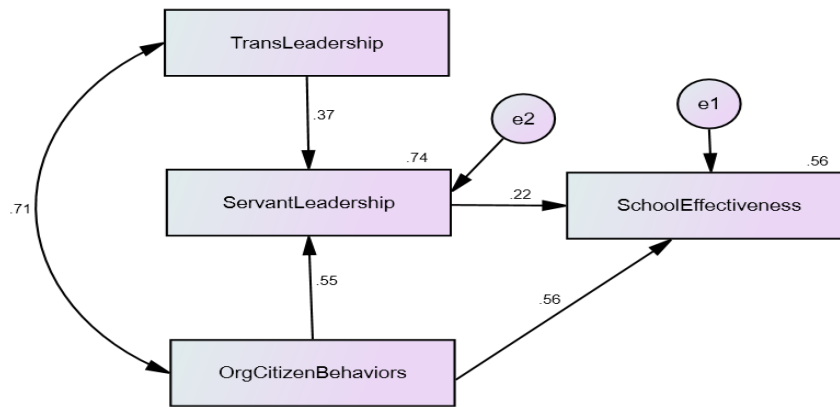 TransLeadership
.37
e2
e1
.74
.56
ServantLeadership
.22
SchoolEffectiveness
.71
.55
.56
OrgCitizenBehaviors